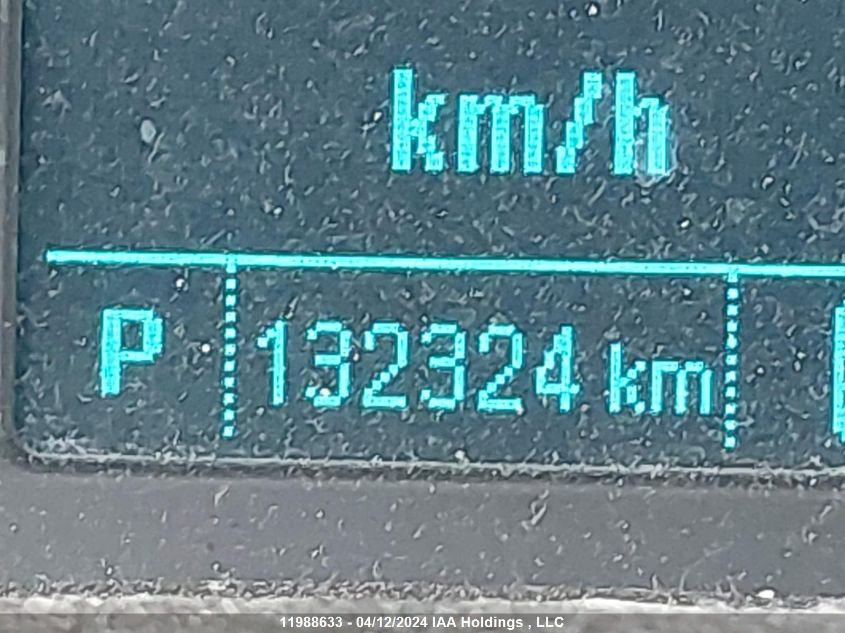 km/h
P 132324 km
11988633 - 04/12/2024 IAA Holdings , LLC